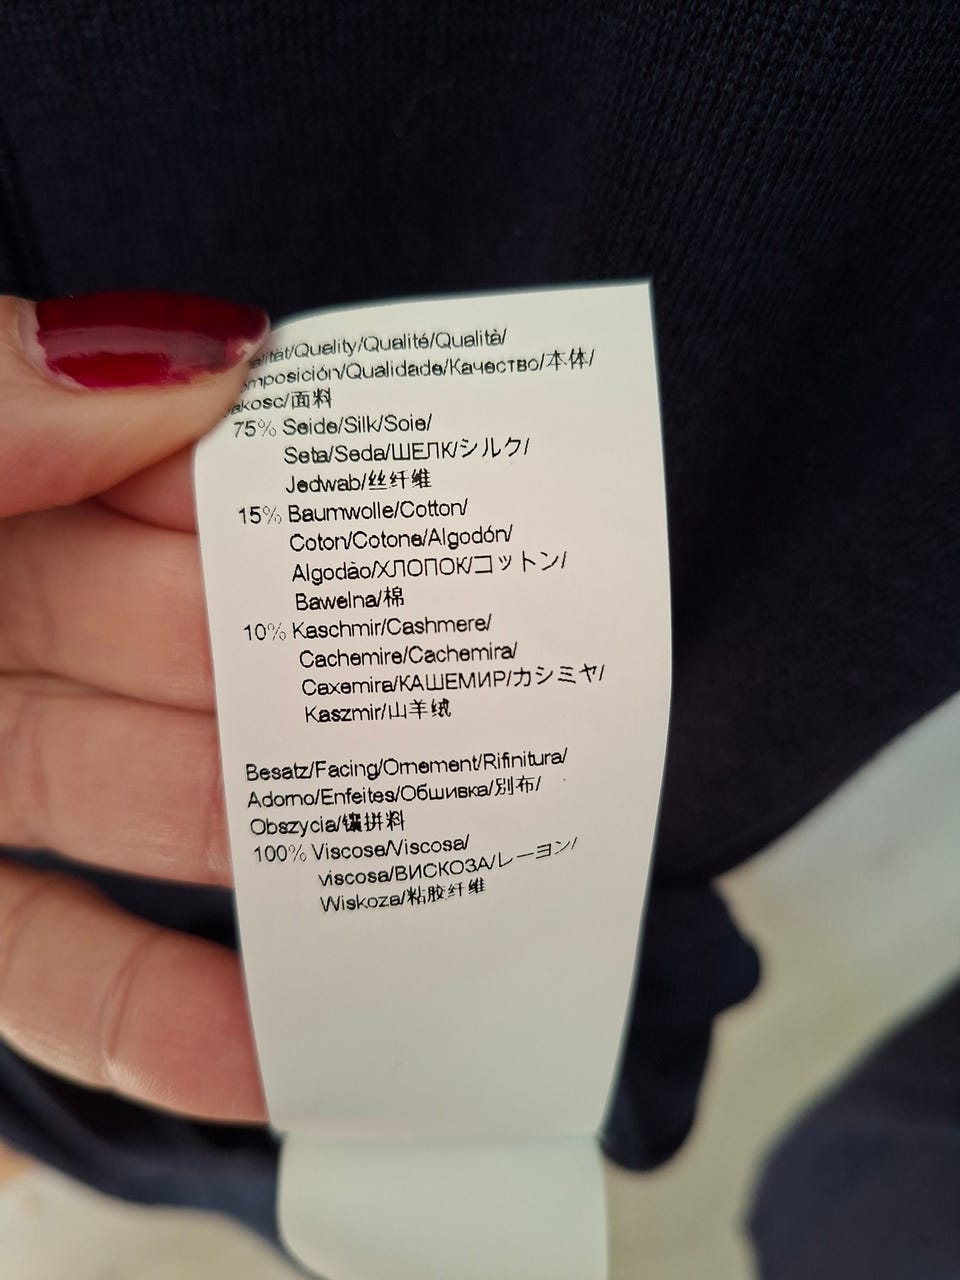 alität/Quality/Qualité/Qualità/
mposición/Qualidade/Качество/本体/
akosc/面料
75% Seide/Silk/Soie/
Seta/Seda/ШЕЛК/シルク/
Jedwab/丝纤维
15% Baumwolle/Cotton/
Coton/Cotone/Algodón/
Algodào/ХЛОПОК/コットン/
Bawelna/棉
10% Kaschmir/Cashmere/
Cachemire/Cachemira/
Caxemira/КАШЕМИР/カシミヤ/
Kaszmir/山羊绒
Besatz/Facing/Ornement/Rifinitura/
Adorno/Enfeites/Обшивка/別布/
Obszycia/镶拼料
100% Viscose/Viscosa/
viscosa/ВИСКОЗА/レーヨン/
Wiskoza/粘胶纤维